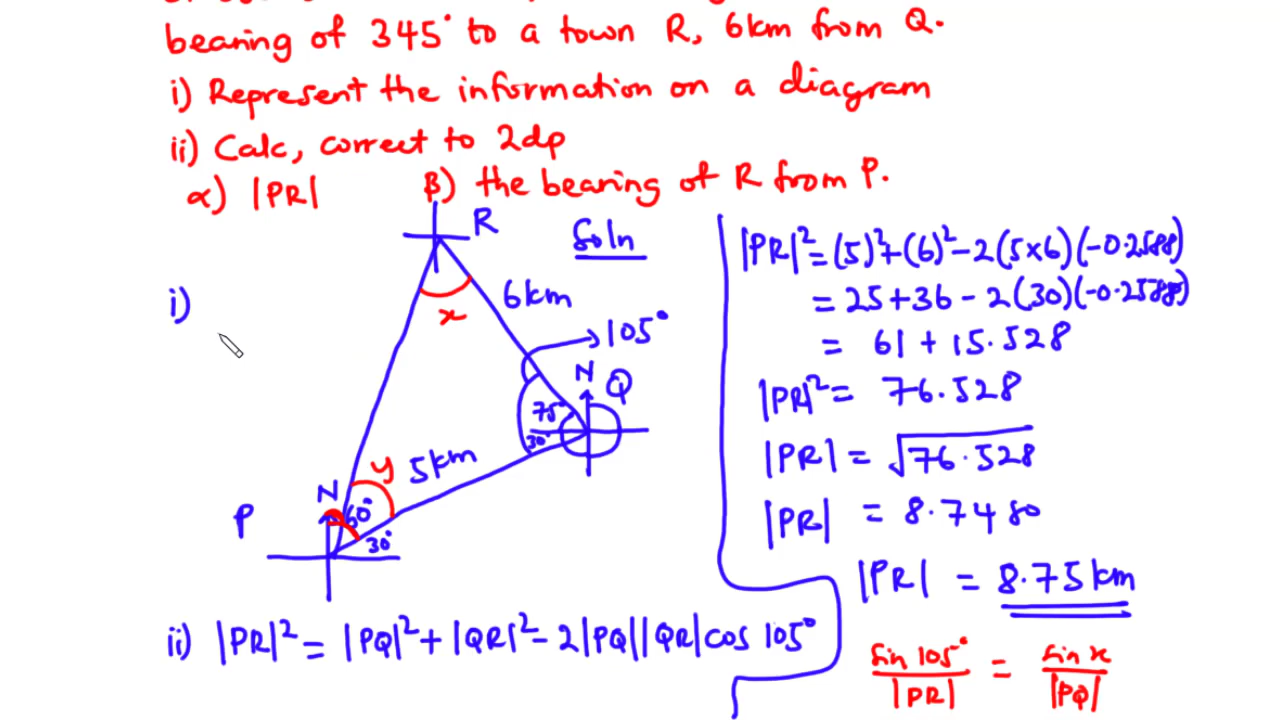 bearing of 345° to a town R, 6km from Q.
i) Represent the information on a diagram
ii) Calc, correct to 2dp
α) |PR|    β) the bearing of R from P.
Soln
i)
R
x
6km
105°
N
Q
75°
30°
5km
y
N
P
60°
30°
ii) |PR|² = |PQ|² + |QR|² - 2|PQ||QR| cos 105°
|PR|² = (5)² + (6)² - 2(5×6)(-0.2588)
= 25 + 36 - 2(30)(-0.2588)
= 61 + 15.528
|PR|² = 76.528
|PR| = √76.528
|PR| = 8.7480
|PR| = 8.75km
sin 105°/|PR| = sin x/|PQ|